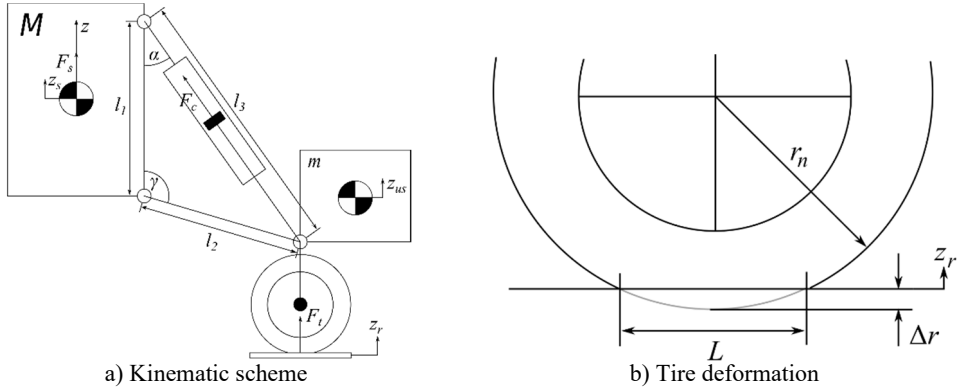 M
z
F_s
z_s
α
l_1
F_c
l_3
m
z_us
γ
l_2
F_t
z_r
a) Kinematic scheme
r_n
z_r
L
Δr
b) Tire deformation